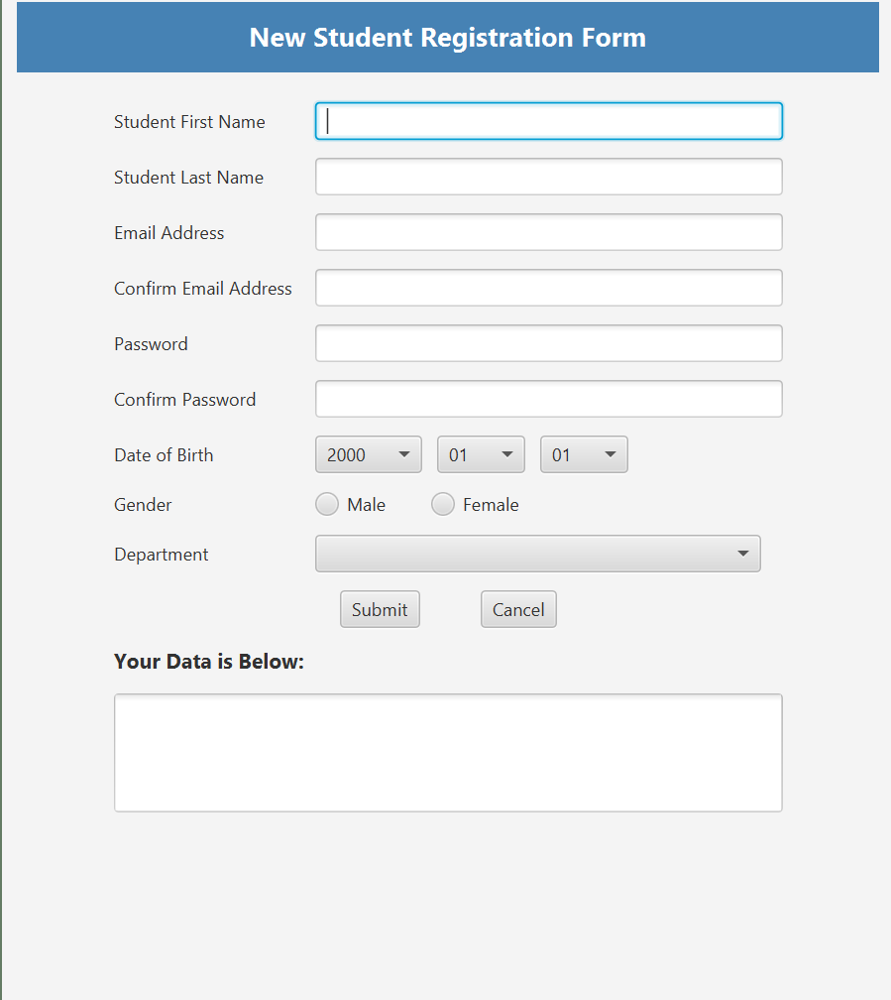 New Student Registration Form
Student First Name
Student Last Name
Email Address
Confirm Email Address
Password
Confirm Password
Date of Birth 2000 01 01
Gender Male Female
Department
Submit Cancel
Your Data is Below: